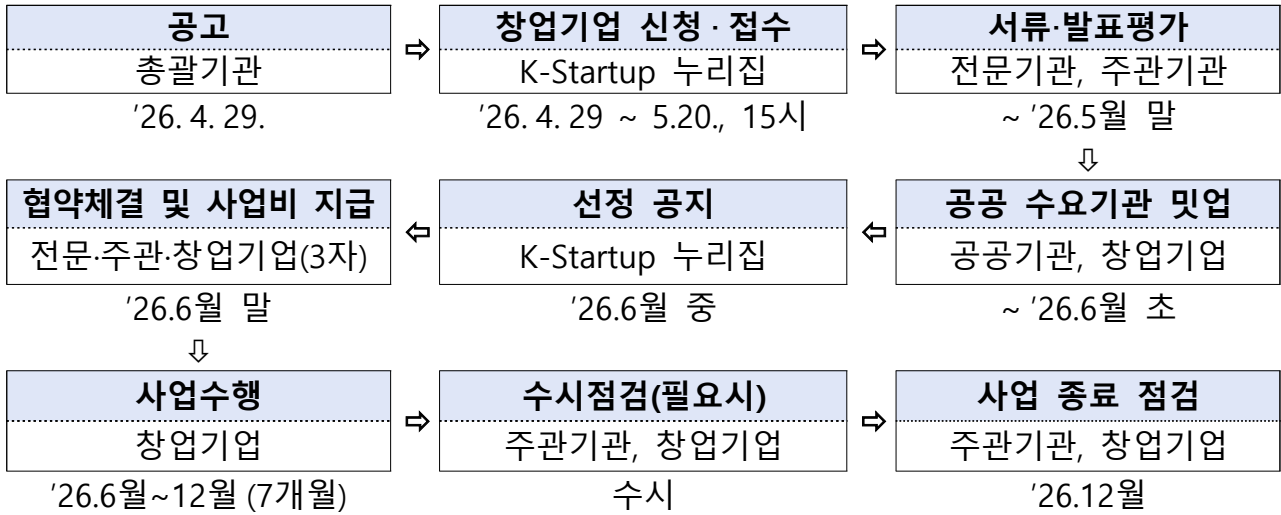 공고
총괄기관
'26. 4. 29.
⇨
창업기업 신청 · 접수
K-Startup 누리집
'26. 4. 29 ~ 5.20., 15시
⇨
서류·발표평가
전문기관, 주관기관
~ '26.5월 말
⇩
공공 수요기관 밋업
공공기관, 창업기업
~ '26.6월 초
⇦
선정 공지
K-Startup 누리집
'26.6월 중
⇦
협약체결 및 사업비 지급
전문·주관·창업기업(3자)
'26.6월 말
⇩
사업수행
창업기업
'26.6월~12월 (7개월)
⇨
수시점검(필요시)
주관기관, 창업기업
수시
⇨
사업 종료 점검
주관기관, 창업기업
'26.12월